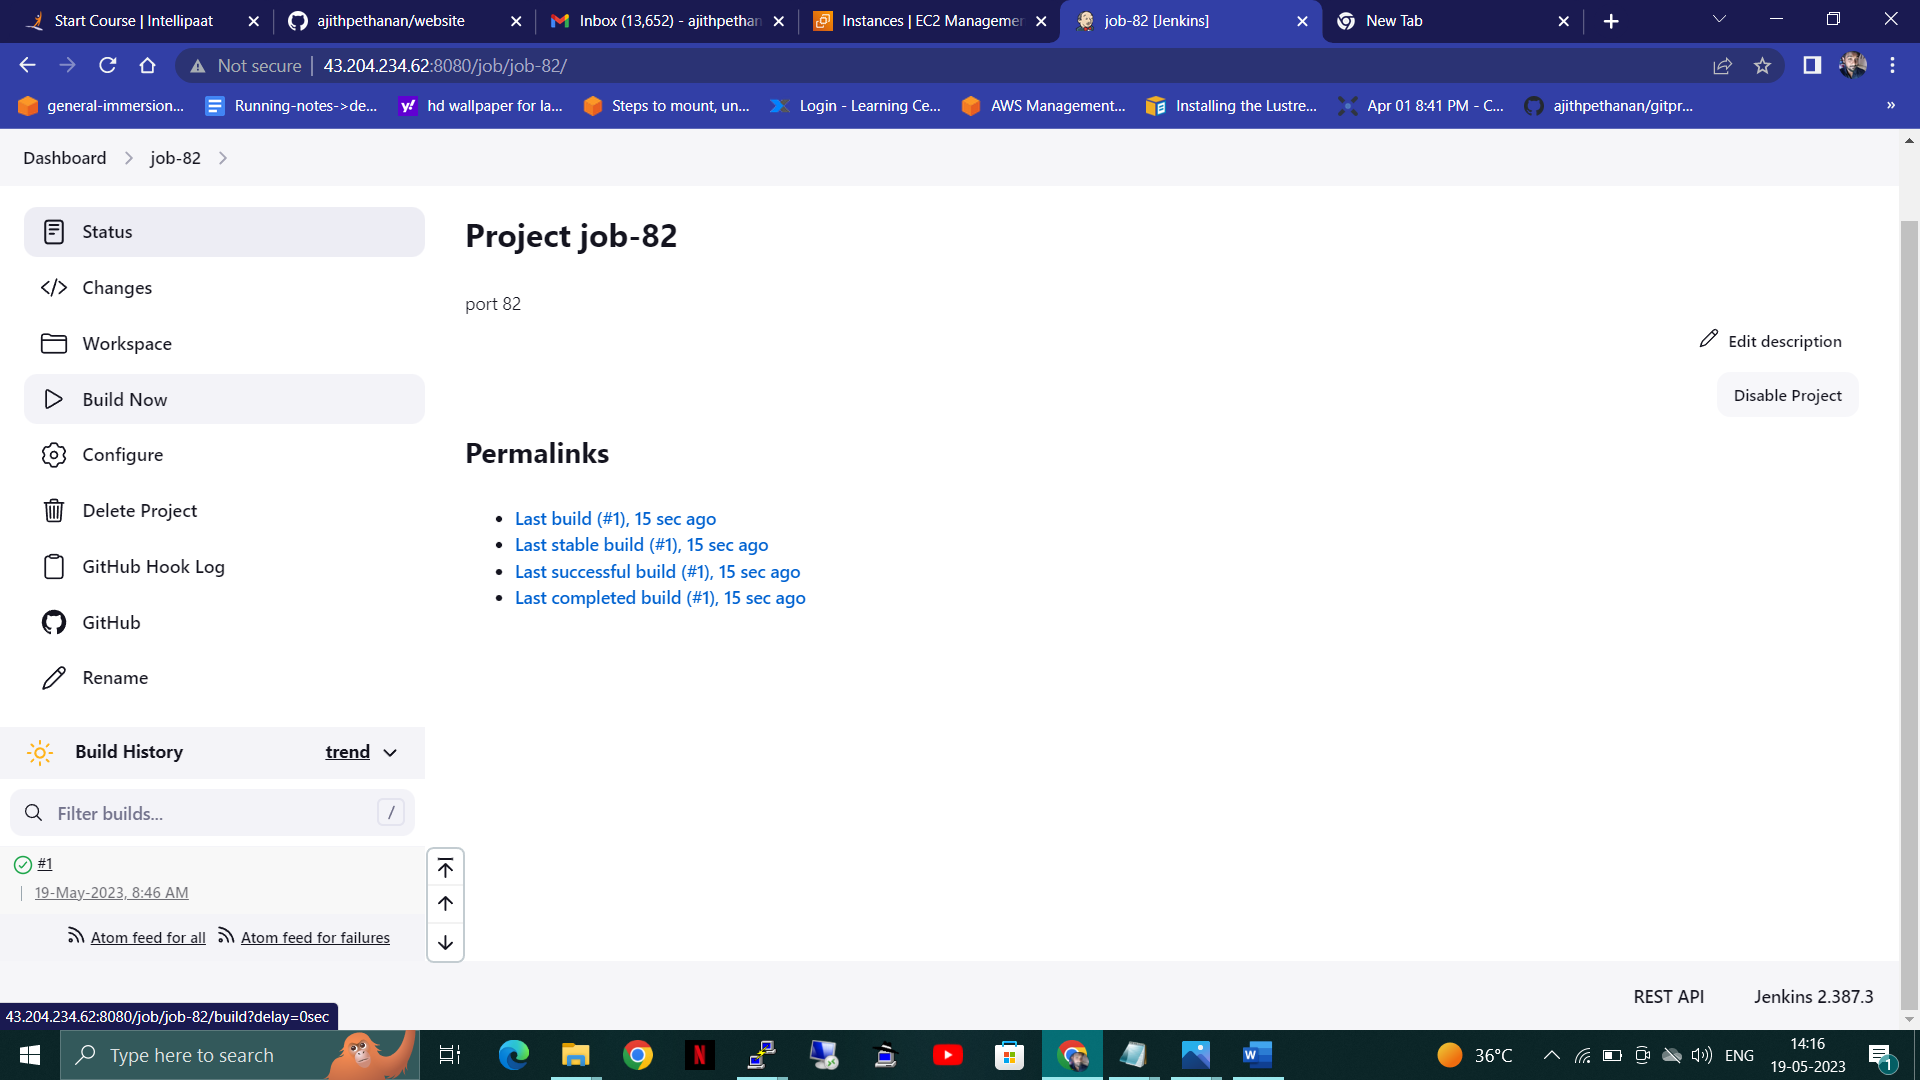 Start Course | Intellipaat
ajithpethanan/website
Inbox (13,652) - ajithpethan
Instances | EC2 Managemen
job-82 [Jenkins]
New Tab
Not secure
43.204.234.62:8080/job/job-82/
general-immersion...
Running-notes->de...
hd wallpaper for la...
Steps to mount, un...
Login - Learning Ce...
AWS Management...
Installing the Lustre...
Apr 01 8:41 PM - C...
ajithpethanan/gitpr...
»
Dashboard
job-82
Status
Changes
Workspace
Build Now
Configure
Delete Project
GitHub Hook Log
GitHub
Rename
Project job-82
port 82
Edit description
Disable Project
Permalinks
Last build (#1), 15 sec ago
Last stable build (#1), 15 sec ago
Last successful build (#1), 15 sec ago
Last completed build (#1), 15 sec ago
Build History
trend
Filter builds...
/
#1
19-May-2023, 8:46 AM
Atom feed for all
Atom feed for failures
REST API
Jenkins 2.387.3
43.204.234.62:8080/job/job-82/build?delay=0sec
Type here to search
36°C
ENG
14:16
19-05-2023
1